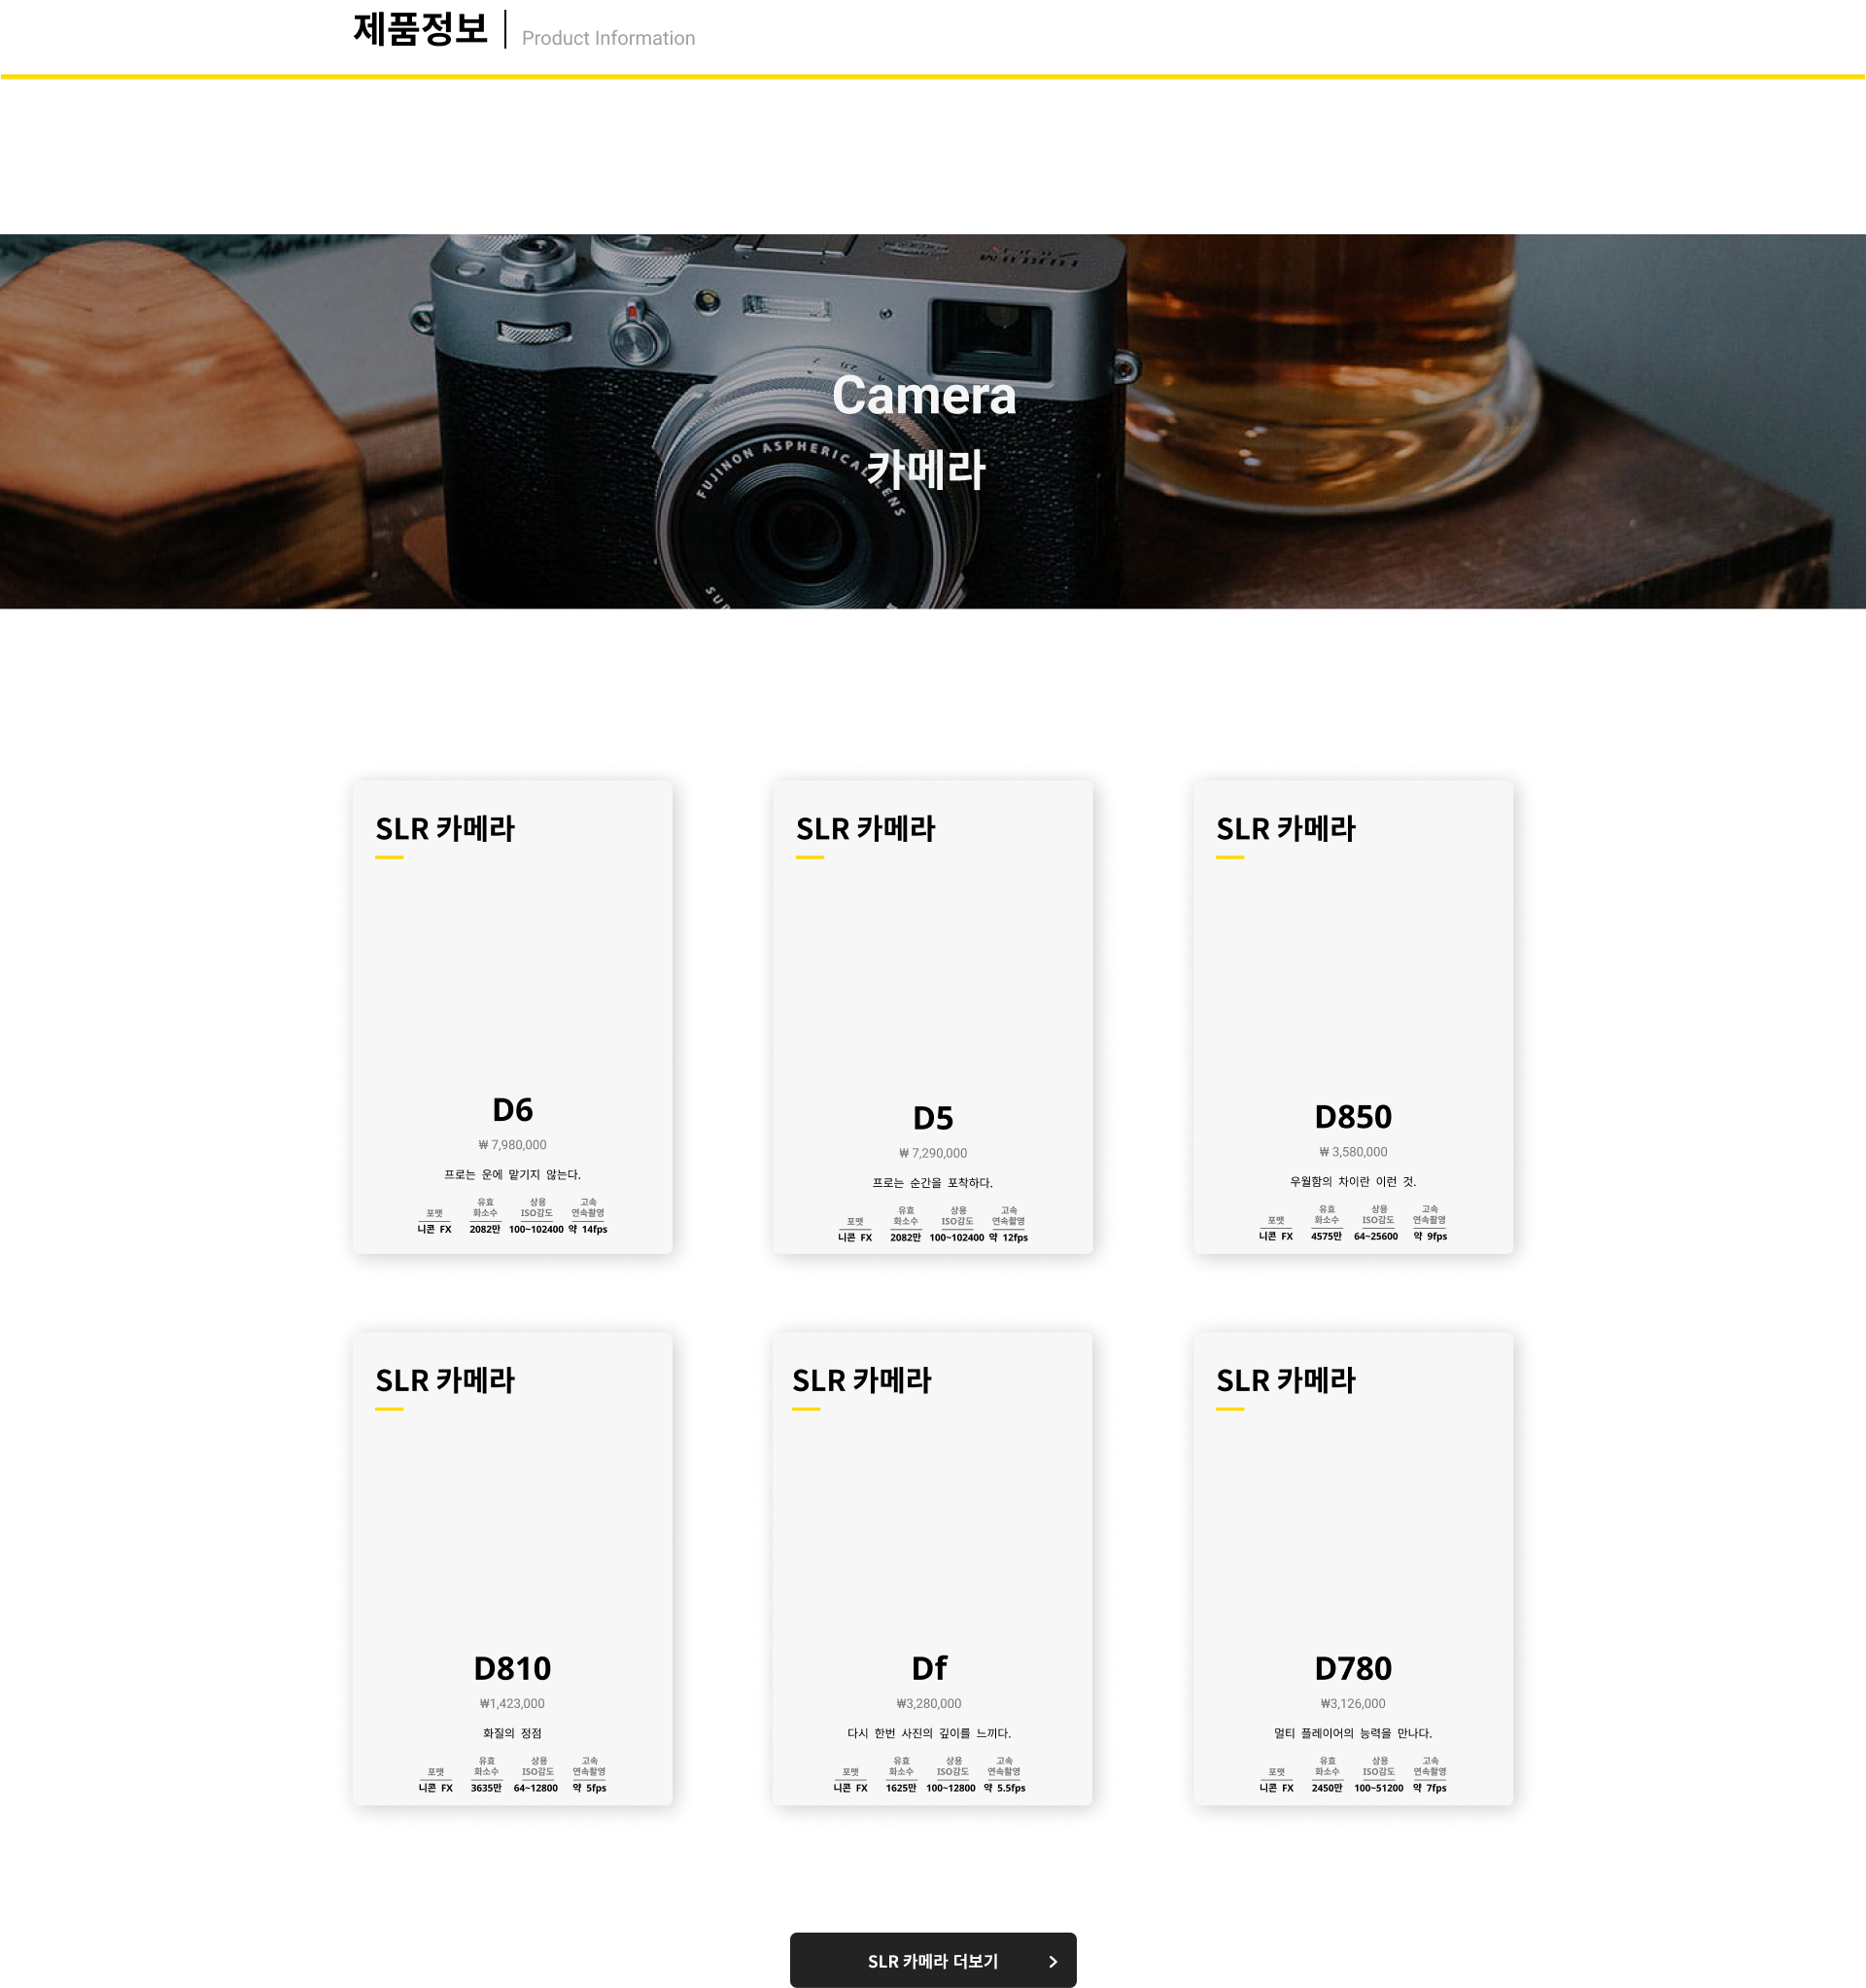 제품정보
Product Information
Camera
카메라
FUJINON ASPHERICAL LENS
SLR 카메라
D6
₩ 7,980,000
프로는 운에 맡기지 않는다.
포맷 유효 화소수 상용 ISO감도 고속 연속촬영
니콘 FX 2082만 100~102400 약 14fps
SLR 카메라
D5
₩ 7,290,000
프로는 순간을 포착하다.
포맷 유효 화소수 상용 ISO감도 고속 연속촬영
니콘 FX 2082만 100~102400 약 12fps
SLR 카메라
D850
₩ 3,580,000
우월함의 차이란 이런 것.
포맷 유효 화소수 상용 ISO감도 고속 연속촬영
니콘 FX 4575만 64~25600 약 9fps
SLR 카메라
D810
₩1,423,000
화질의 정점
포맷 유효 화소수 상용 ISO감도 고속 연속촬영
니콘 FX 3635만 64~12800 약 5fps
SLR 카메라
Df
₩3,280,000
다시 한번 사진의 깊이를 느끼다.
포맷 유효 화소수 상용 ISO감도 고속 연속촬영
니콘 FX 1625만 100~12800 약 5.5fps
SLR 카메라
D780
₩3,126,000
멀티 플레이어의 능력을 만나다.
포맷 유효 화소수 상용 ISO감도 고속 연속촬영
니콘 FX 2450만 100~51200 약 7fps
SLR 카메라 더보기